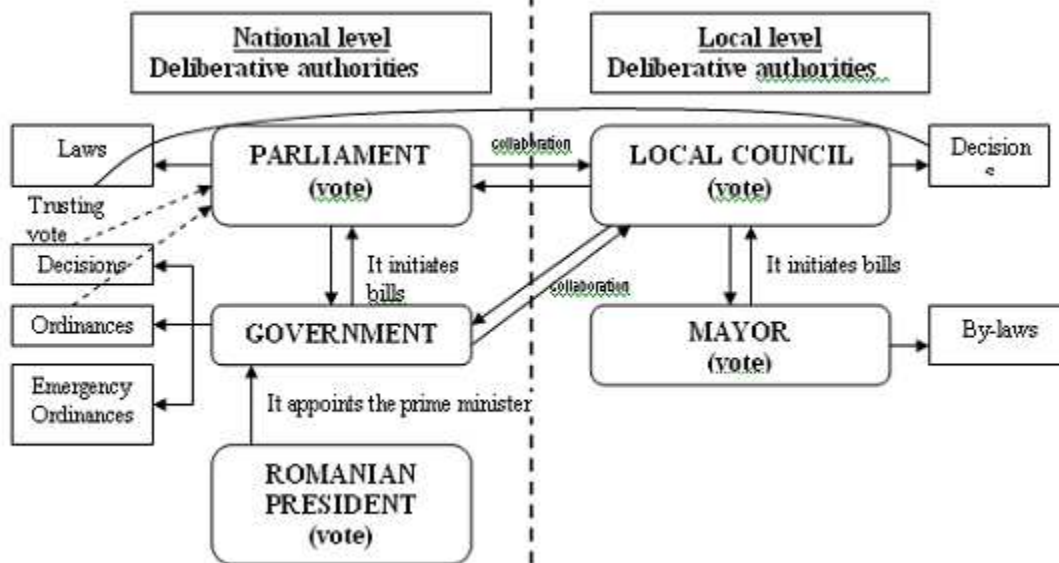 National level
Deliberative authorities
Local level
Deliberative authorities
Laws
PARLIAMENT
(vote)
collaboration
LOCAL COUNCIL
(vote)
Decision
Trusting
vote
Decisions
It initiates
bills
collaboration
It initiates bills
Ordinances
GOVERNMENT
MAYOR
(vote)
By-laws
Emergency
Ordinances
It appoints the prime minister
ROMANIAN
PRESIDENT
(vote)